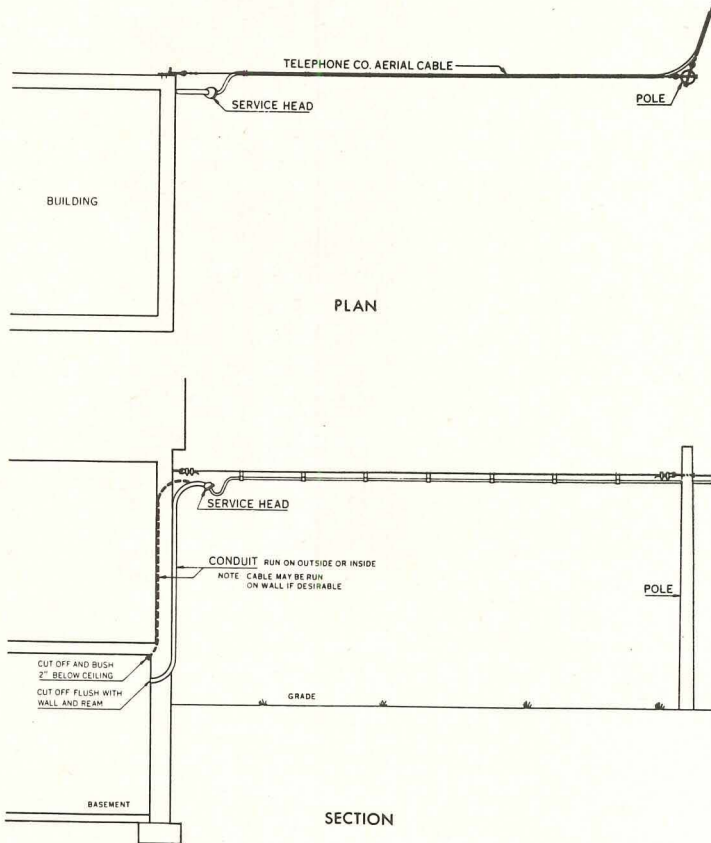 TELEPHONE CO. AERIAL CABLE
SERVICE HEAD
POLE
BUILDING
PLAN
SERVICE HEAD
CONDUIT RUN ON OUTSIDE OR INSIDE
NOTE CABLE MAY BE RUN
ON WALL IF DESIRABLE
POLE
CUT OFF AND BUSH
2" BELOW CEILING
CUT OFF FLUSH WITH
WALL AND REAM
GRADE
BASEMENT
SECTION